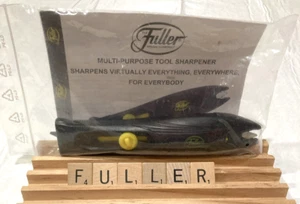 Fuller
MULTI-PURPOSE TOOL SHARPENER
SHARPENS VIRTUALLY EVERYTHING, EVERYWHERE,
FOR EVERYBODY
FULLER